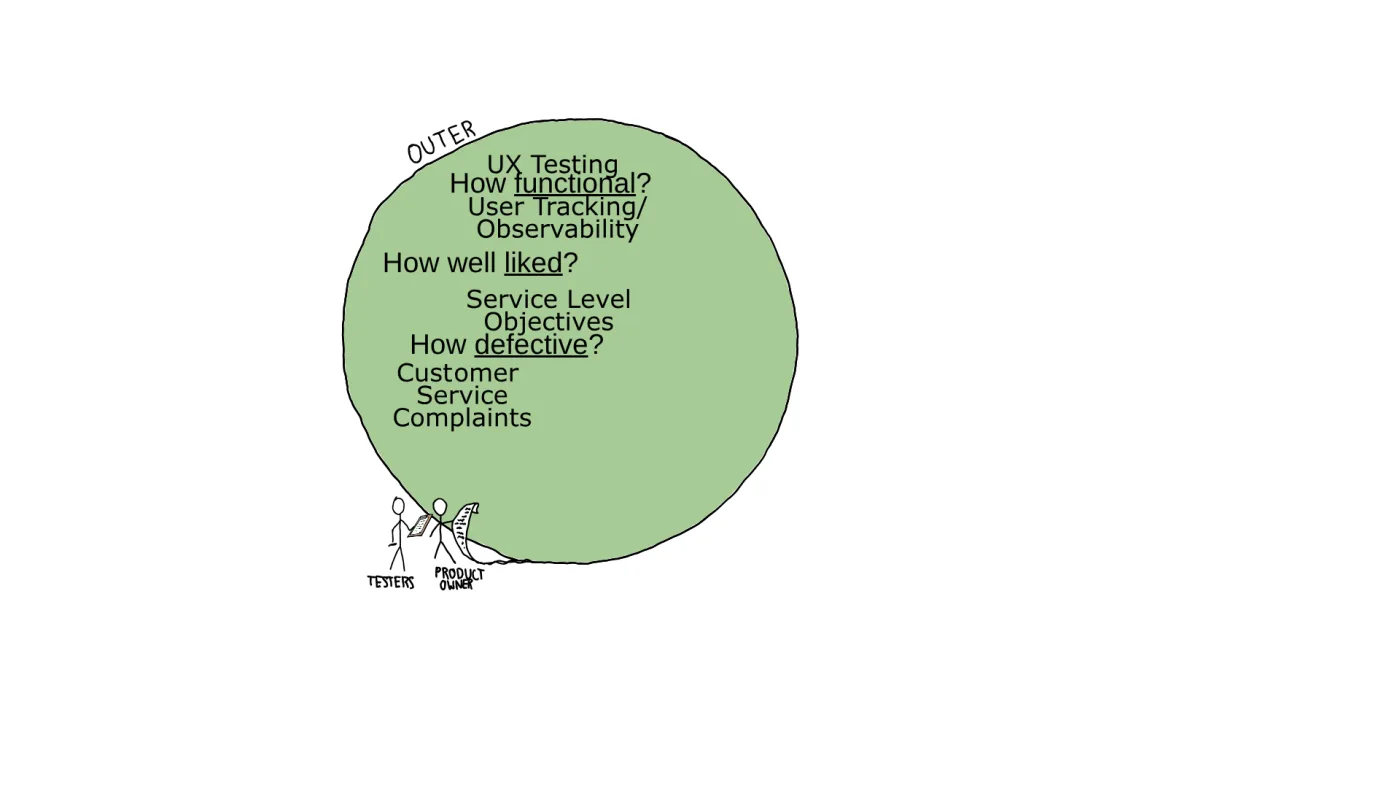 OUTER
UX Testing
How functional?
User Tracking/
Observability
How well liked?
Service Level
Objectives
How defective?
Customer
Service
Complaints
TESTERS
PRODUCT
OWNER